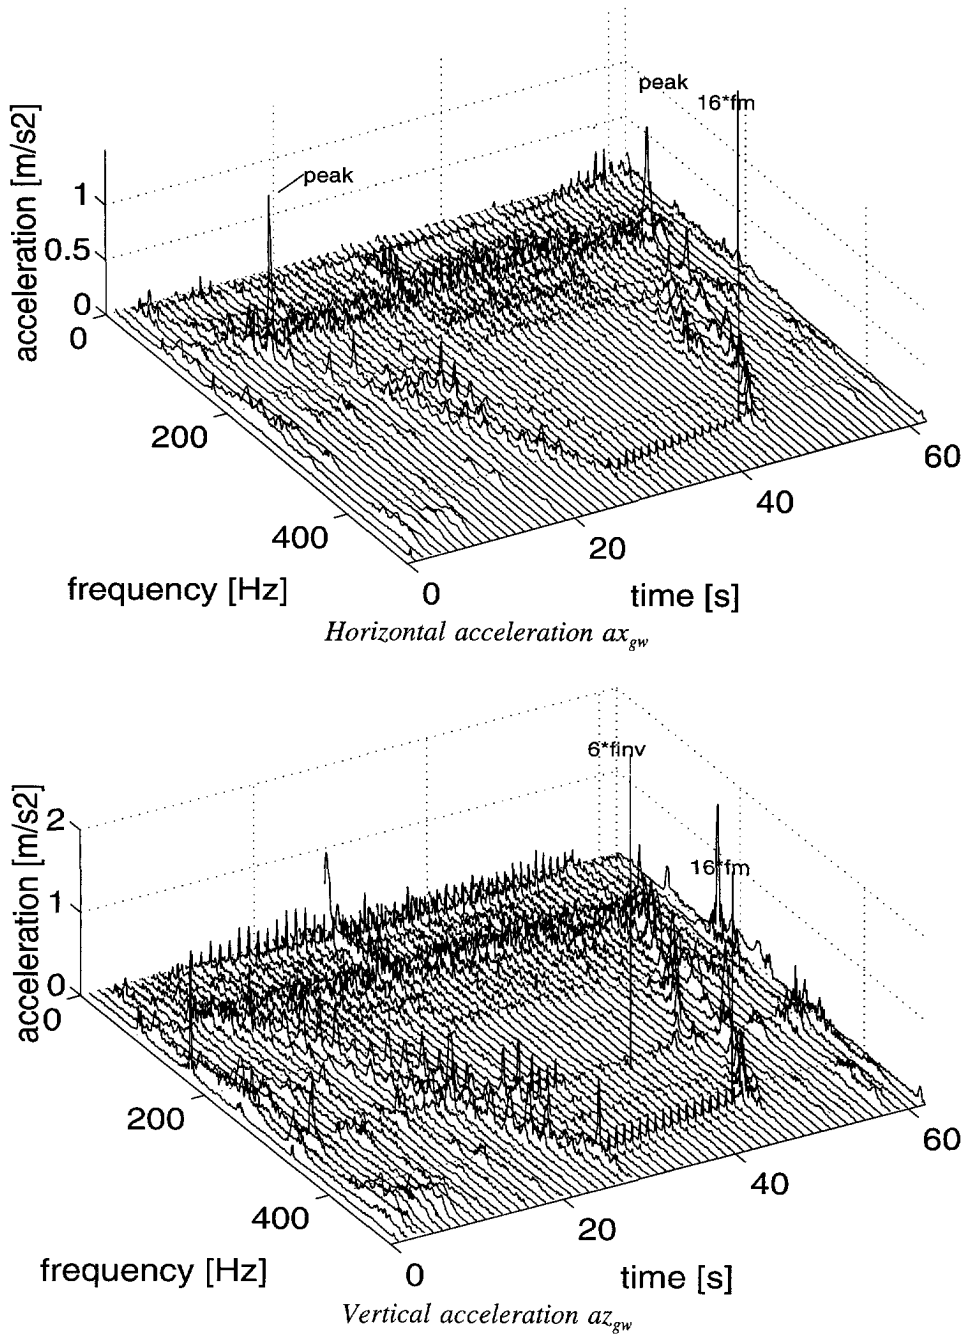 peak
16*fm
peak
acceleration [m/s2]
1
0.5
0
0
200
400
frequency [Hz]
0
20
40
60
time [s]
Horizontal acceleration ax_gw
6*finv
16*fm
acceleration [m/s2]
2
1
0
0
200
400
frequency [Hz]
0
20
40
60
time [s]
Vertical acceleration az_gw